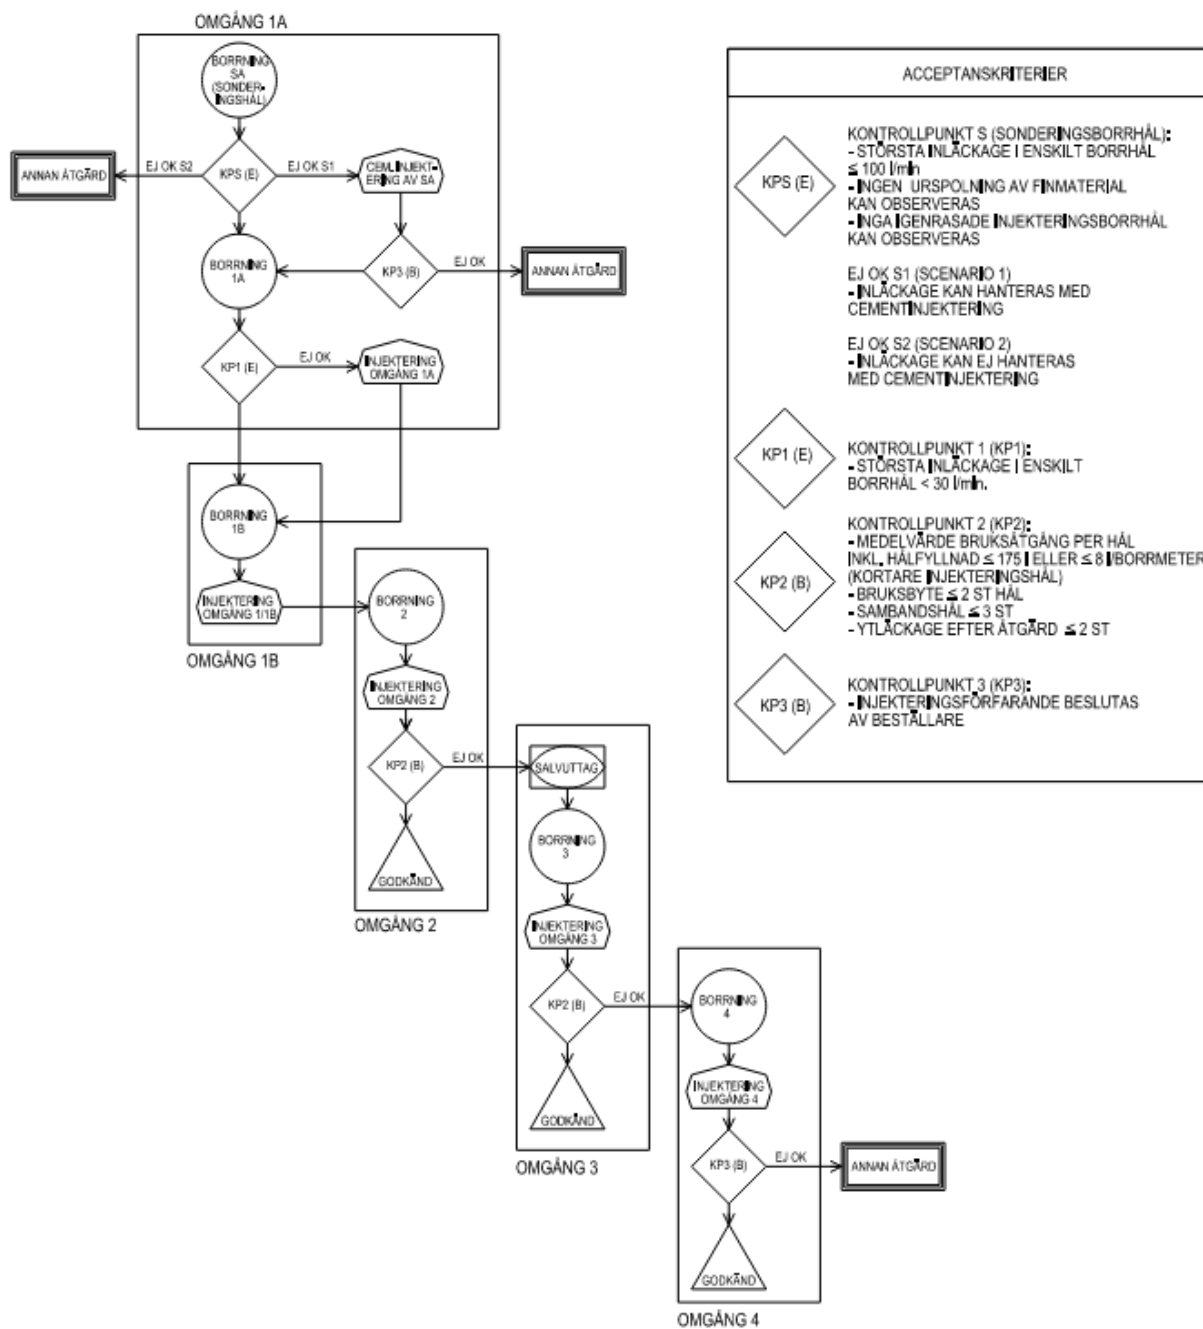 OMGÅNG 1A
BORRNING
SA
(SONDER-
INGSHÅL)
ANNAN ÅTGÄRD
EJ OK S2
KPS (E)
EJ OK S1
CEM.INJEKT-
ERING AV SA
BORRNING
1A
KP3 (B)
EJ OK
ANNAN ÅTGÄRD
KP1 (E)
EJ OK
INJEKTERING
OMGÅNG 1A
BORRNING
1B
INJEKTERING
OMGÅNG 1/1B
OMGÅNG 1B
BORRNING
2
INJEKTERING
OMGÅNG 2
KP2 (B)
EJ OK
GODKÄND
OMGÅNG 2
SALVUTTAG
BORRNING
3
INJEKTERING
OMGÅNG 3
KP2 (B)
EJ OK
GODKÄND
OMGÅNG 3
BORRNING
4
INJEKTERING
OMGÅNG 4
KP3 (B)
EJ OK
ANNAN ÅTGÄRD
GODKÄND
OMGÅNG 4
ACCEPTANSKRITERIER
KPS (E)
KONTROLLPUNKT S (SONDERINGSBORRHÅL):
- STÖRSTA INLÄCKAGE I ENSKILT BORRHÅL
≤ 100 l/min
- INGEN URSPOLNING AV FINMATERIAL
KAN OBSERVERAS
- INGA IGENRASADE INJEKTERINGSBORRHÅL
KAN OBSERVERAS
EJ OK S1 (SCENARIO 1)
- INLÄCKAGE KAN HANTERAS MED
CEMENTINJEKTERING
EJ OK S2 (SCENARIO 2)
- INLÄCKAGE KAN EJ HANTERAS
MED CEMENTINJEKTERING
KP1 (E)
KONTROLLPUNKT 1 (KP1):
- STÖRSTA INLÄCKAGE I ENSKILT
BORRHÅL < 30 l/min.
KP2 (B)
KONTROLLPUNKT 2 (KP2):
- MEDELVÄRDE BRUKSÅTGÅNG PER HÅL
INKL. HÅLFYLLNAD ≤ 175 l ELLER ≤ 8 l/BORRMETER
(KORTARE INJEKTERINGSHÅL)
- BRUKSBYTE ≤ 2 ST HÅL
- SAMBANDSHÅL ≤ 3 ST
- YTLÄCKAGE EFTER ÅTGÄRD ≤ 2 ST
KP3 (B)
KONTROLLPUNKT 3 (KP3):
- INJEKTERINGSFÖRFARANDE BESLUTAS
AV BESTÄLLARE